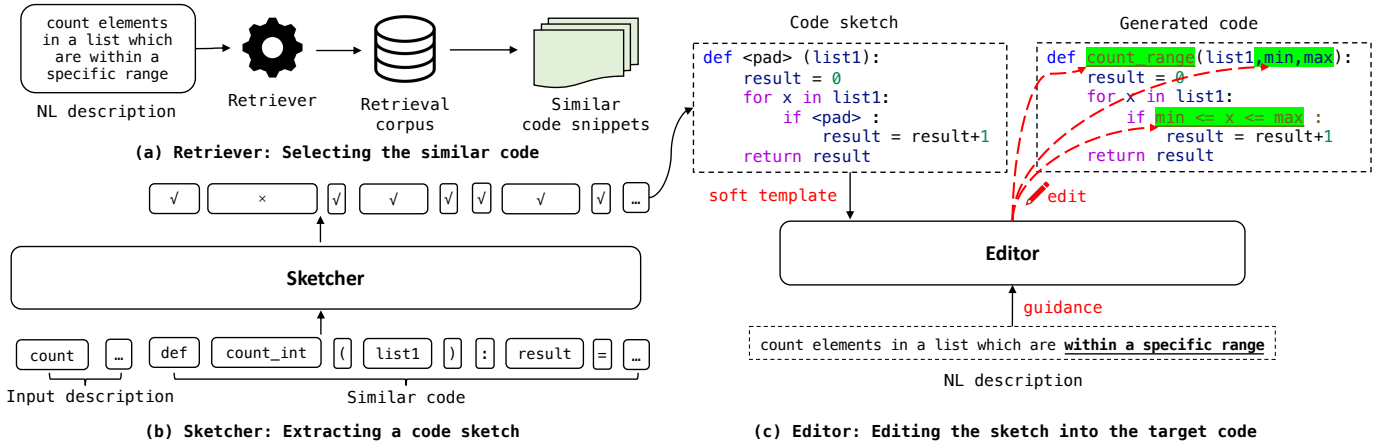 count elements
in a list which
are within a
specific range
NL description
Retriever
Retrieval
corpus
Similar
code snippets
(a) Retriever: Selecting the similar code
√ × √ √ √ √ √ √ …
Sketcher
count … def count_int ( list1 ) : result = …
Input description
Similar code
(b) Sketcher: Extracting a code sketch
Code sketch
def <pad> (list1):
result = 0
for x in list1:
if <pad> :
result = result+1
return result
Generated code
def count_range(list1,min,max):
result = 0
for x in list1:
if min <= x <= max :
result = result+1
return result
soft template
edit
Editor
guidance
count elements in a list which are within a specific range
NL description
(c) Editor: Editing the sketch into the target code